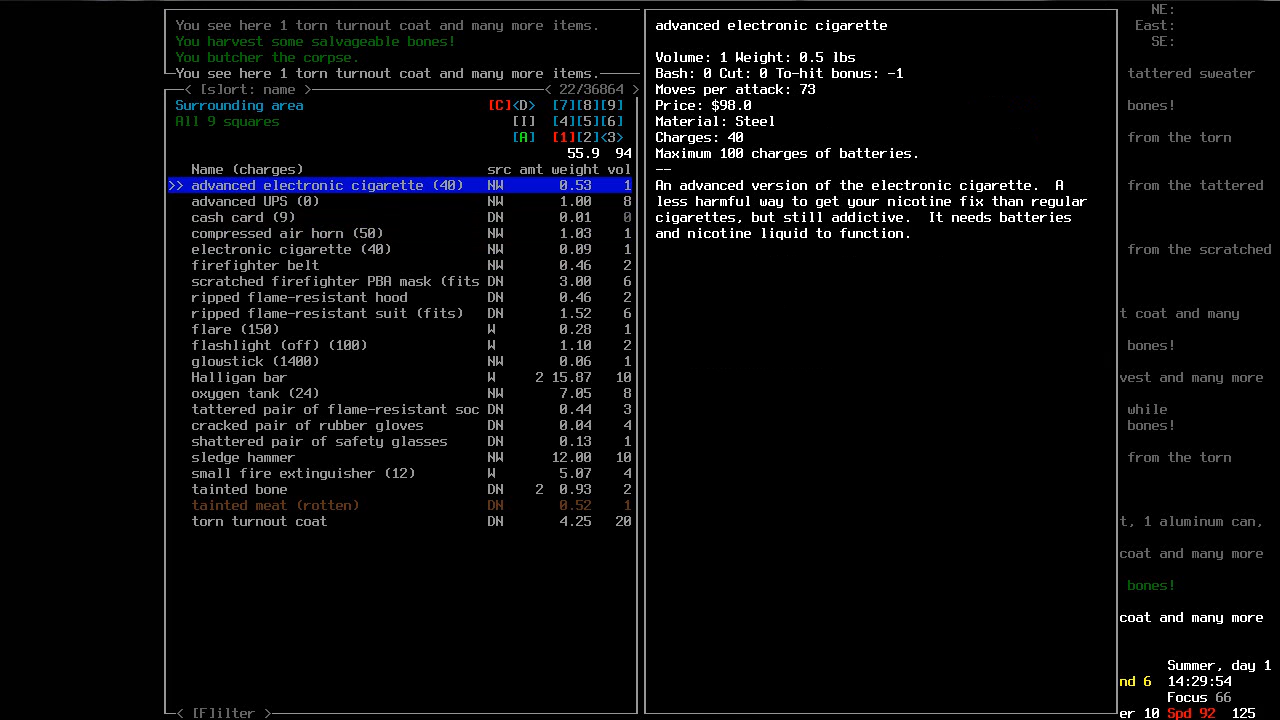 You see here 1 torn turnout coat and many more items.
You harvest some salvageable bones!
You butcher the corpse.
You see here 1 torn turnout coat and many more items.
< [s]ort: name >
< 22/36864 >
Surrounding area [C]<D> [7][8][9]
All 9 squares [I] [4][5][6]
[A] [1][2]<3>
55.9 94
Name (charges) src amt weight vol
>> advanced electronic cigarette (40) NW 0.53 1
advanced UPS (0) NW 1.00 8
cash card (9) DN 0.01 0
compressed air horn (50) NW 1.03 1
electronic cigarette (40) NW 0.09 1
firefighter belt NW 0.46 2
scratched firefighter PBA mask (fits DN 3.00 6
ripped flame-resistant hood DN 0.46 2
ripped flame-resistant suit (fits) DN 1.52 6
flare (150) W 0.28 1
flashlight (off) (100) W 1.10 2
glowstick (1400) NW 0.06 1
Halligan bar W 2 15.87 10
oxygen tank (24) NW 7.05 8
tattered pair of flame-resistant soc DN 0.44 3
cracked pair of rubber gloves DN 0.04 4
shattered pair of safety glasses DN 0.13 1
sledge hammer NW 12.00 10
small fire extinguisher (12) W 5.07 4
tainted bone DN 2 0.93 2
tainted meat (rotten) DN 0.52 1
torn turnout coat DN 4.25 20
< [F]ilter >
advanced electronic cigarette
Volume: 1 Weight: 0.5 lbs
Bash: 0 Cut: 0 To-hit bonus: -1
Moves per attack: 73
Price: $98.0
Material: Steel
Charges: 40
Maximum 100 charges of batteries.
--
An advanced version of the electronic cigarette. A
less harmful way to get your nicotine fix than regular
cigarettes, but still addictive. It needs batteries
and nicotine liquid to function.
NE:
East:
SE:
tattered sweater
bones!
from the torn
from the tattered
from the scratched
t coat and many
bones!
vest and many more
while
bones!
from the torn
t, 1 aluminum can,
coat and many more
bones!
coat and many more
Summer, day 1
nd 6 14:29:54
Focus 66
er 10 Spd 92 125